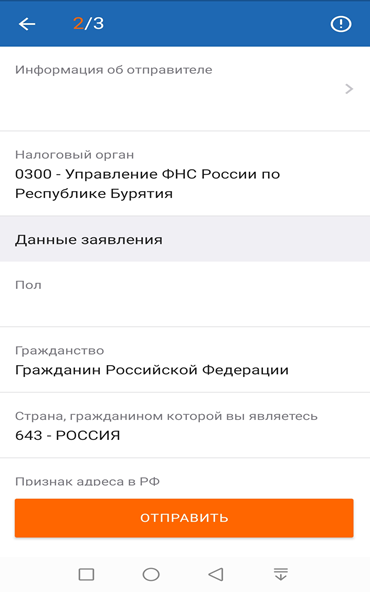 2/3
Информация об отправителе
Налоговый орган
0300 - Управление ФНС России по
Республике Бурятия
Данные заявления
Пол
Гражданство
Гражданин Российской Федерации
Страна, гражданином которой вы являетесь
643 - РОССИЯ
Признак адреса в РФ
ОТПРАВИТЬ